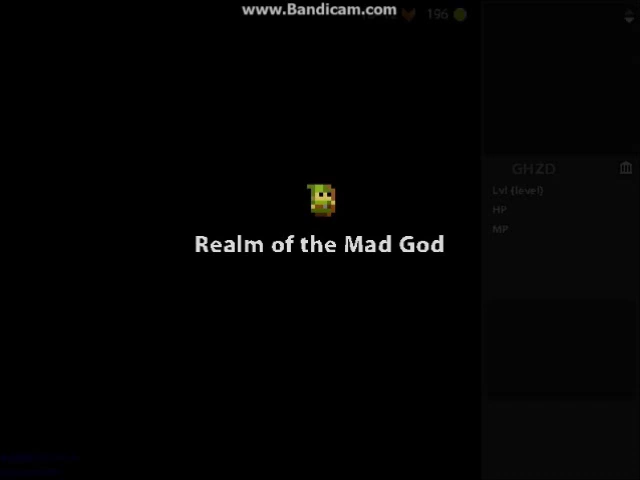 www.Bandicam.com
196
GHZD
Lvl (level)
HP
MP
Realm of the Mad God